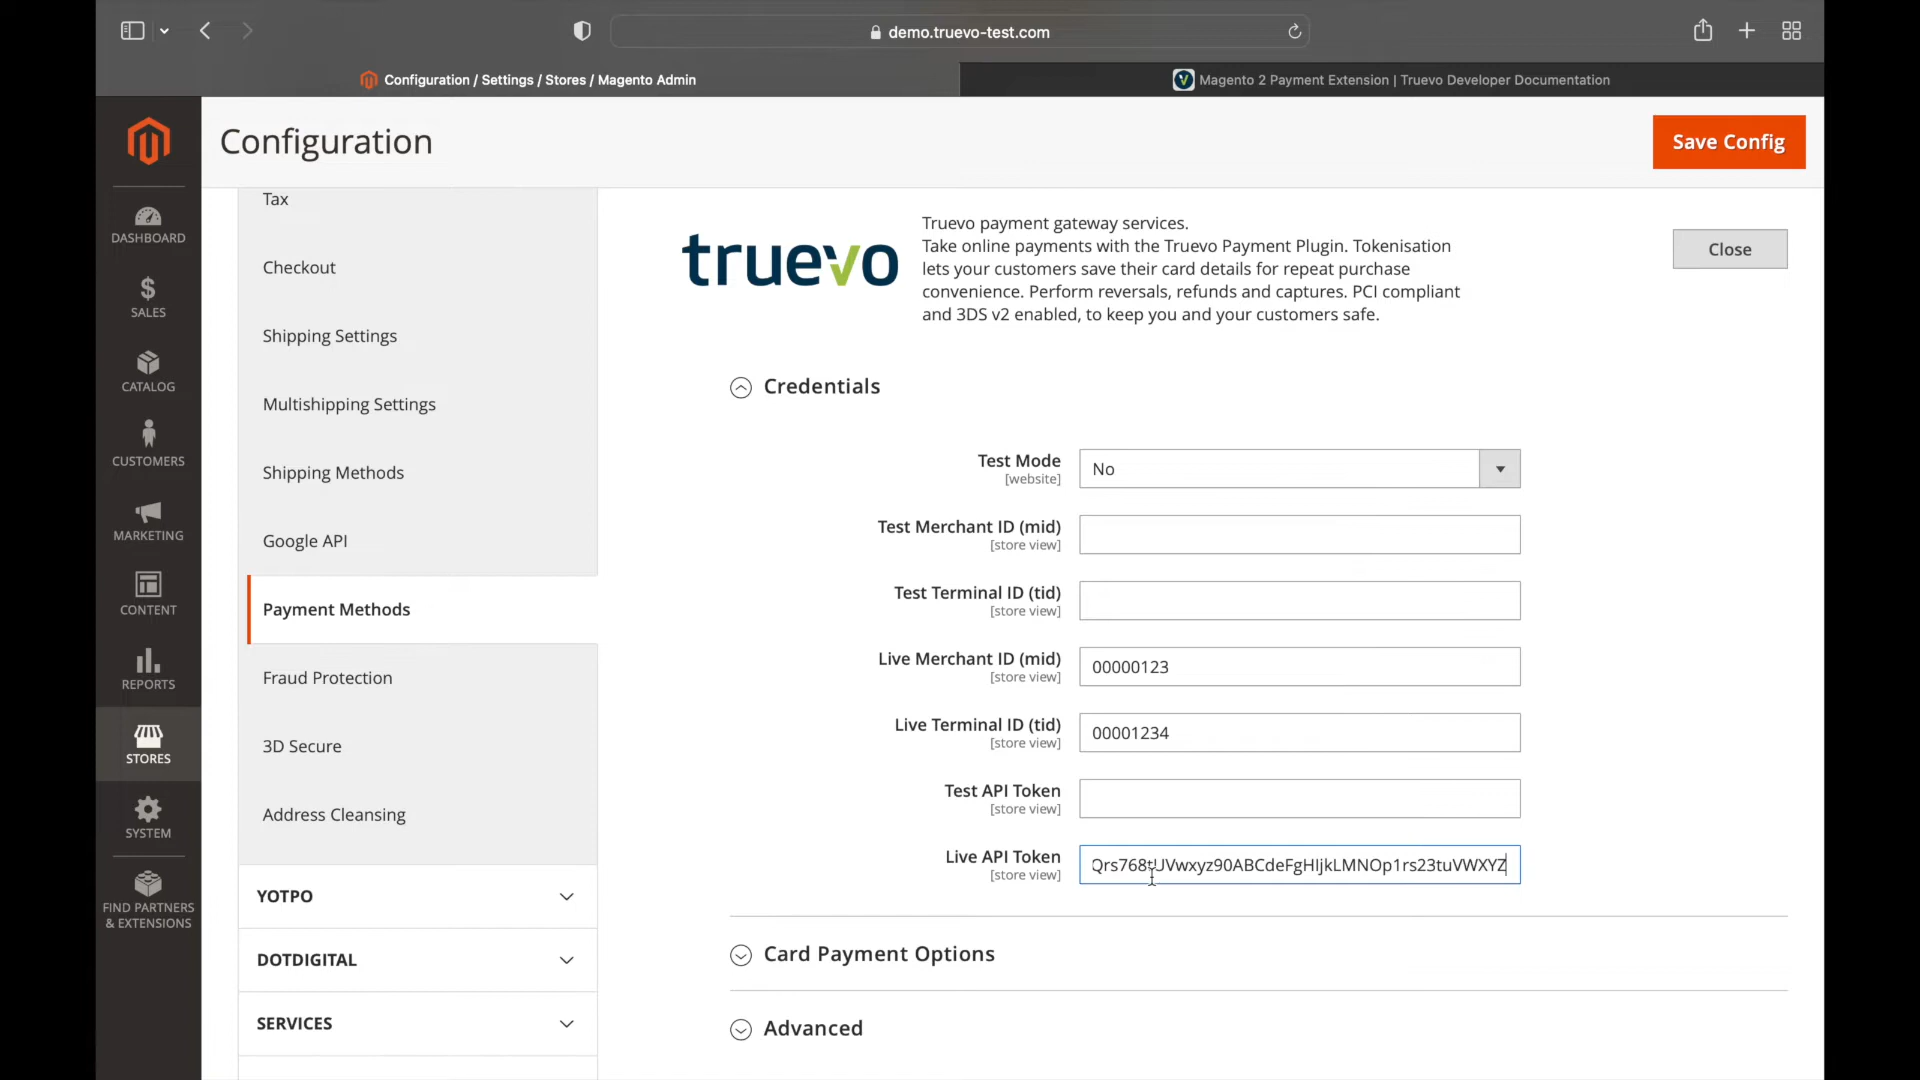 demo.truevo-test.com
Configuration / Settings / Stores / Magento Admin
Magento 2 Payment Extension | Truevo Developer Documentation
Configuration
Save Config
DASHBOARD
SALES
CATALOG
CUSTOMERS
MARKETING
CONTENT
REPORTS
STORES
SYSTEM
FIND PARTNERS
& EXTENSIONS
Tax
Checkout
Shipping Settings
Multishipping Settings
Shipping Methods
Google API
Payment Methods
Fraud Protection
3D Secure
Address Cleansing
YOTPO
DOTDIGITAL
SERVICES
truevo
Truevo payment gateway services.
Take online payments with the Truevo Payment Plugin. Tokenisation
lets your customers save their card details for repeat purchase
convenience. Perform reversals, refunds and captures. PCI compliant
and 3DS v2 enabled, to keep you and your customers safe.
Close
Credentials
Test Mode
[website]
No
Test Merchant ID (mid)
[store view]
Test Terminal ID (tid)
[store view]
Live Merchant ID (mid)
[store view]
00000123
Live Terminal ID (tid)
[store view]
00001234
Test API Token
[store view]
Live API Token
[store view]
Qrs768tUVwxyz90ABCdeFgHIjkLMNOp1rs23tuVWXYZ
Card Payment Options
Advanced